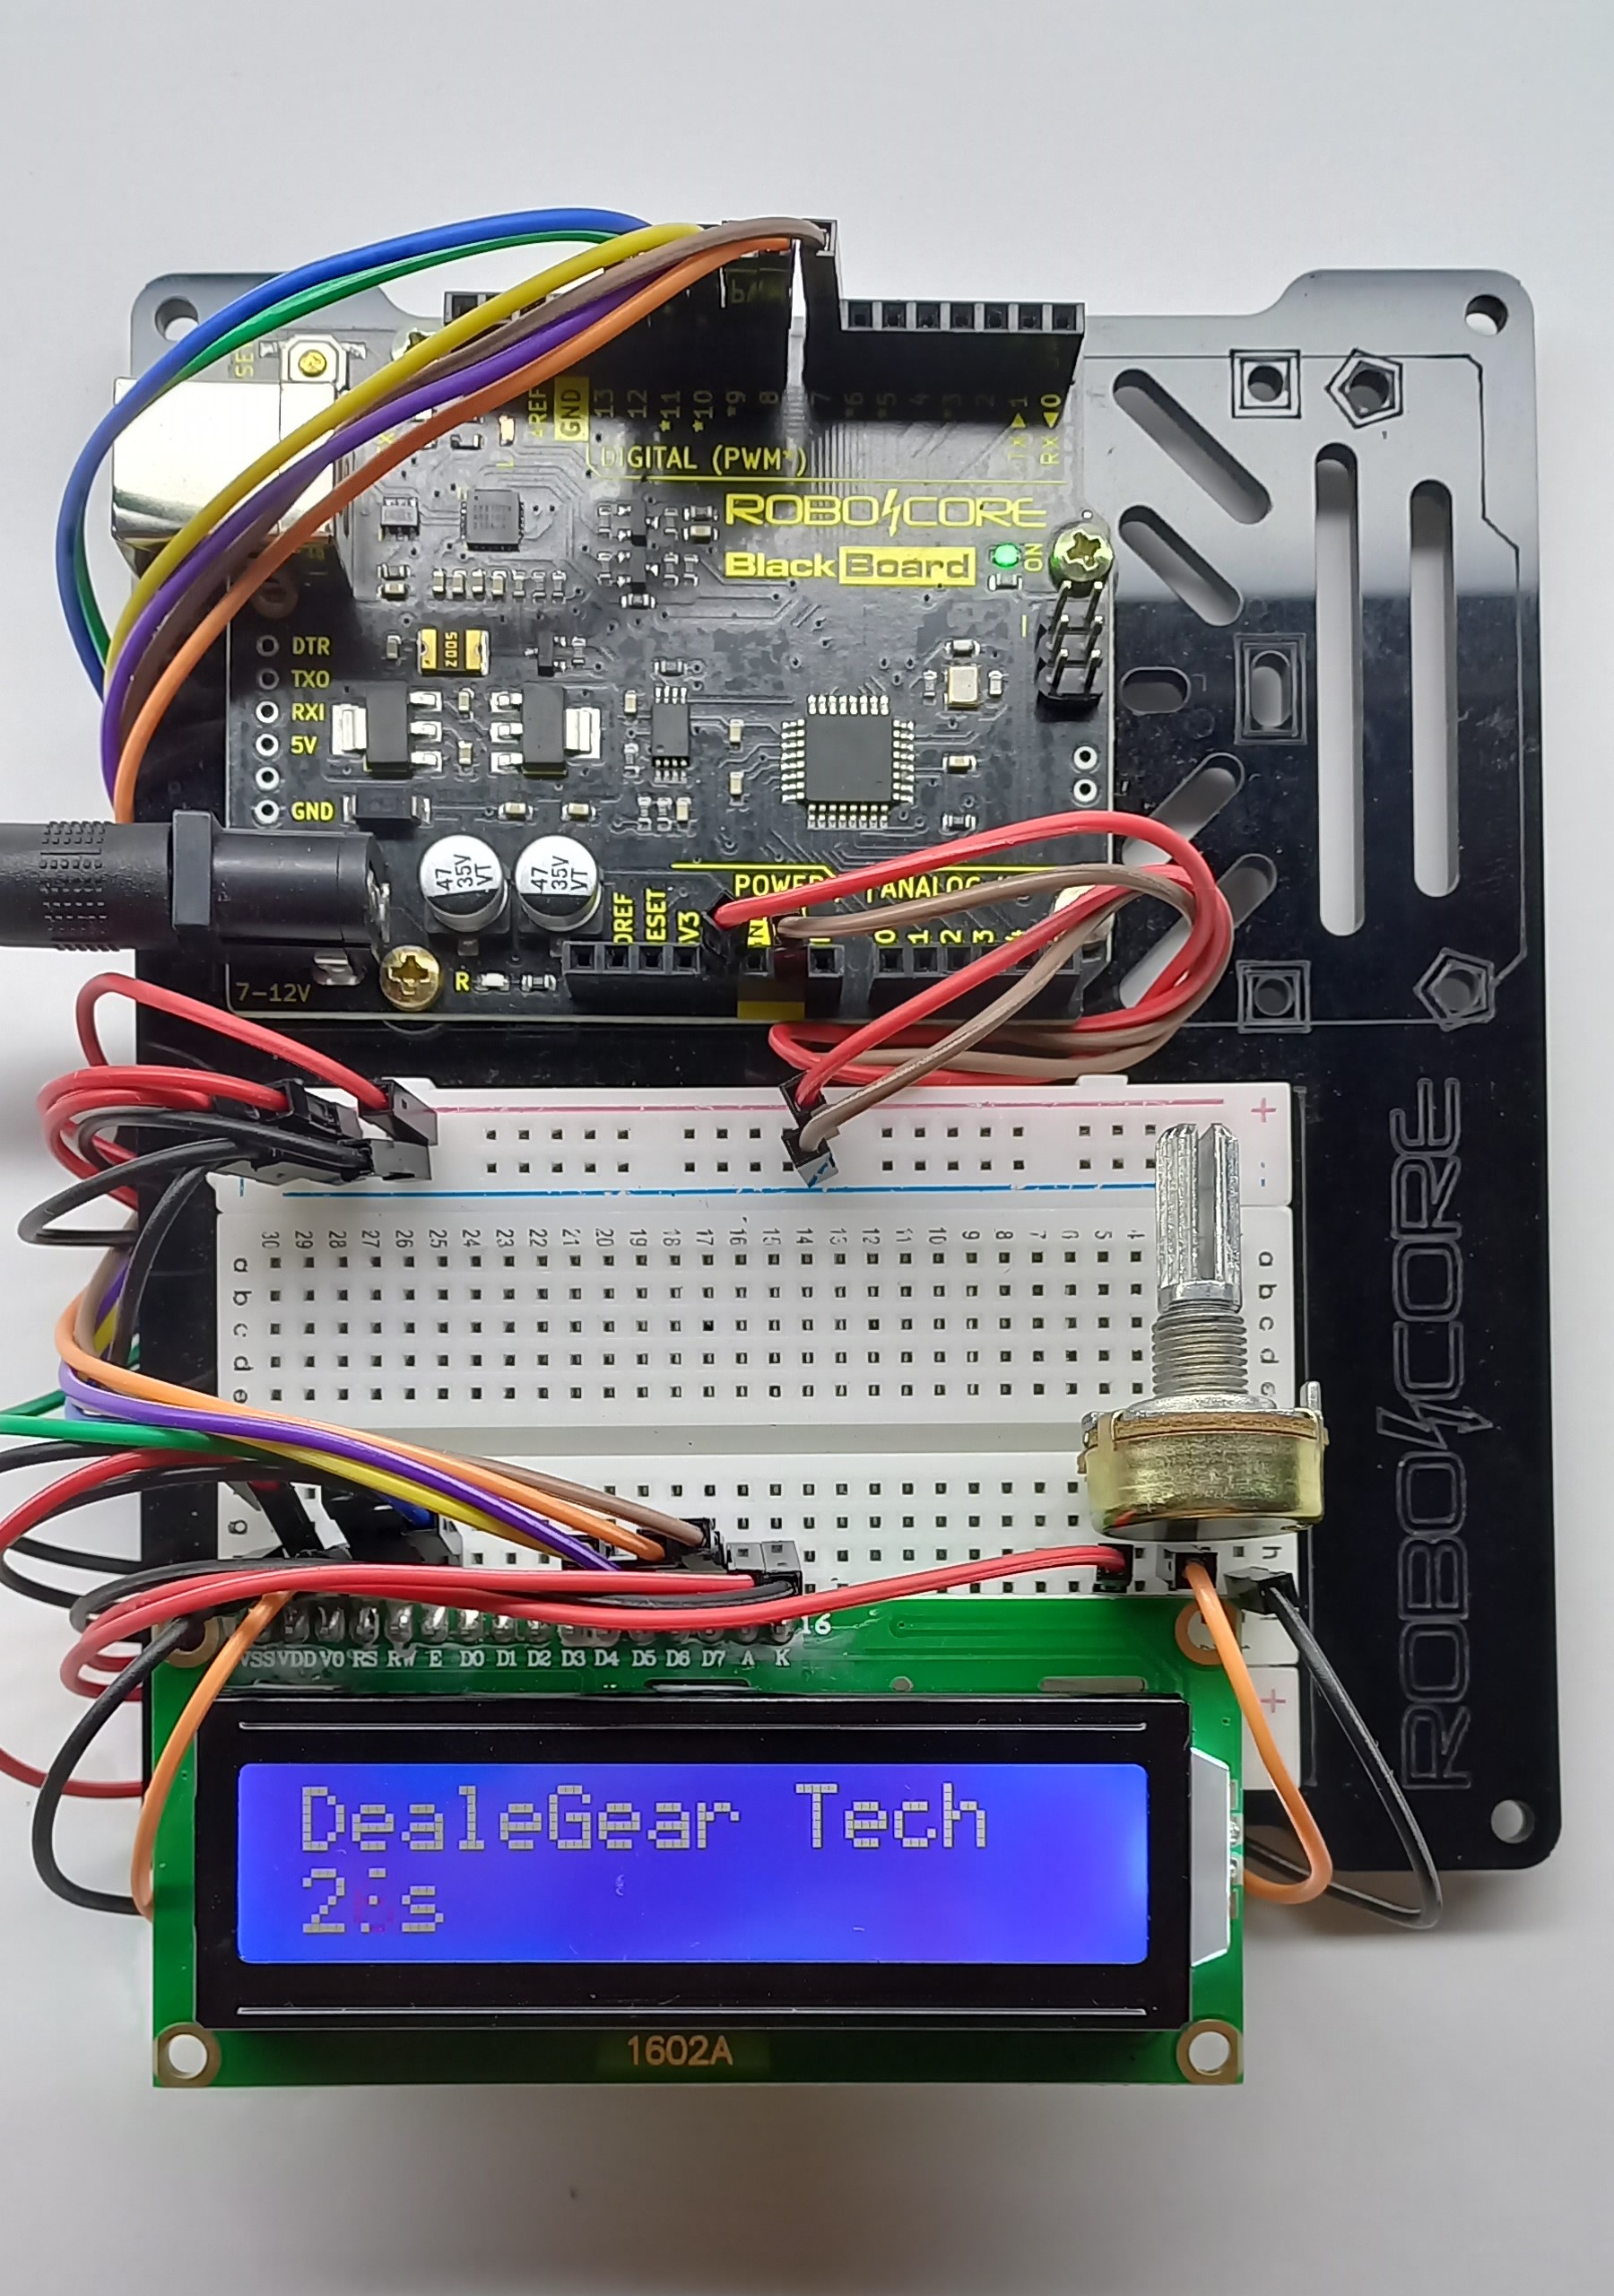 AREF
GND
13
12
*11
*10
*9
8
7
*6
*5
4
*3
2
TX▶1
RX◀0
DIGITAL (PWM*)
ROBOCORE
BlackBoard
ON
L
DTR
TXO
RXI
5V
GND
200S
47
35V
VT
47
35V
VT
POWER
ANALOG
3V3
0
1
2
3
R
7-12V
+
-
-
30 29 28 27 26 25 24 23 22 21 20 19 18 17 16 15 14 13 12 11 10 9 8 7 6 5 4
a a
b b
c c
d d
e e
g
h
+
ROBOCORE
16
VSS VDD V0 RS RW E D0 D1 D2 D3 D4 D5 D6 D7 A K
DealeGear Tech
1602A